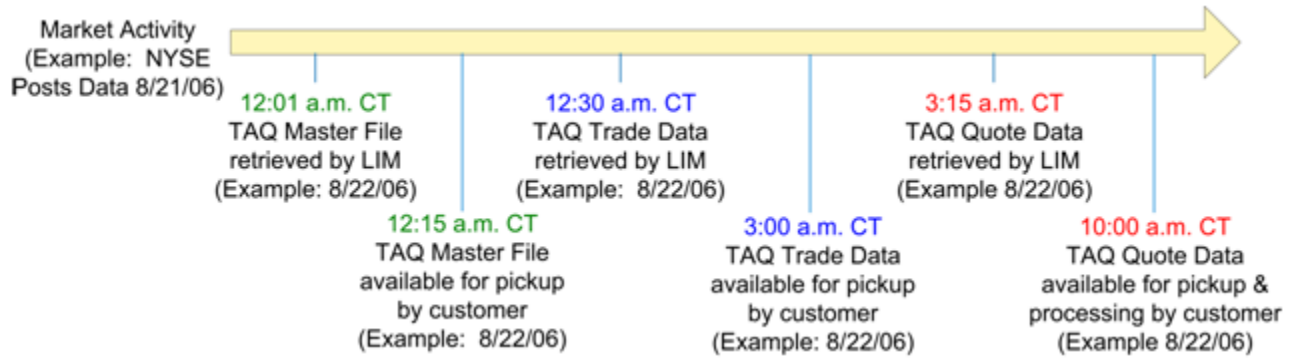 Market Activity
(Example:  NYSE
Posts Data 8/21/06)
12:01 a.m. CT
TAQ Master File
retrieved by LIM
(Example: 8/22/06)
12:15 a.m. CT
TAQ Master File
available for pickup
by customer
(Example:  8/22/06)
12:30 a.m. CT
TAQ Trade Data
retrieved by LIM
(Example:  8/22/06)
3:00 a.m. CT
TAQ Trade Data
available for pickup
by customer
(Example: 8/22/06)
3:15 a.m. CT
TAQ Quote Data
retrieved by LIM
(Example 8/22/06)
10:00 a.m. CT
TAQ Quote Data
available for pickup &
processing by customer
(Example 8/22/06)